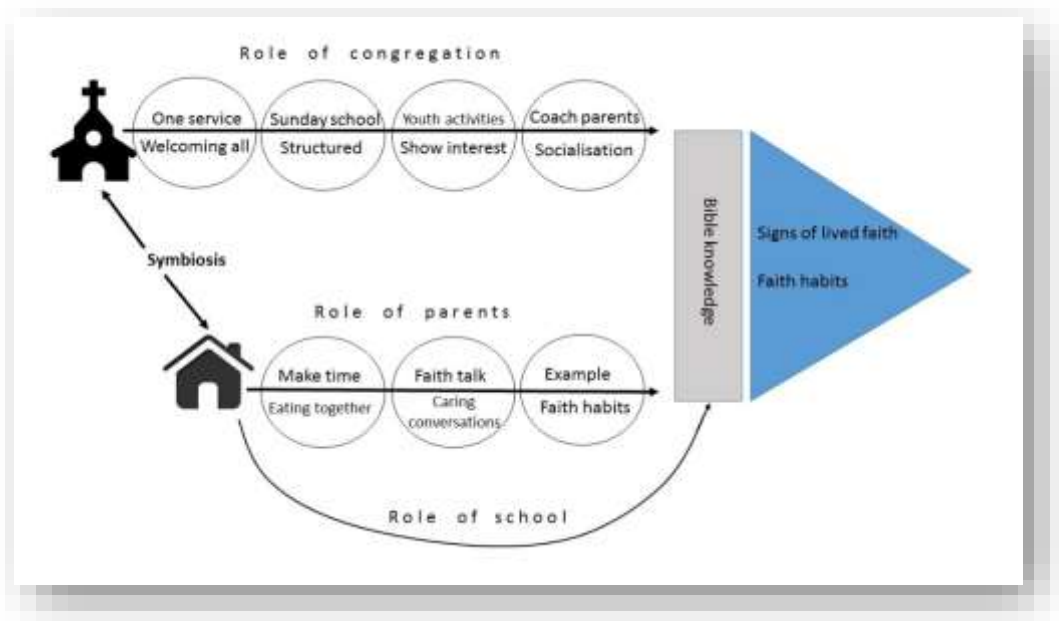 Role of congregation
One service
Welcoming all
Sunday school
Structured
Youth activities
Show interest
Coach parents
Socialisation
Symbiosis
Bible knowledge
Signs of lived faith
Faith habits
Role of parents
Make time
Eating together
Faith talk
Caring
conversations
Example
Faith habits
Role of school